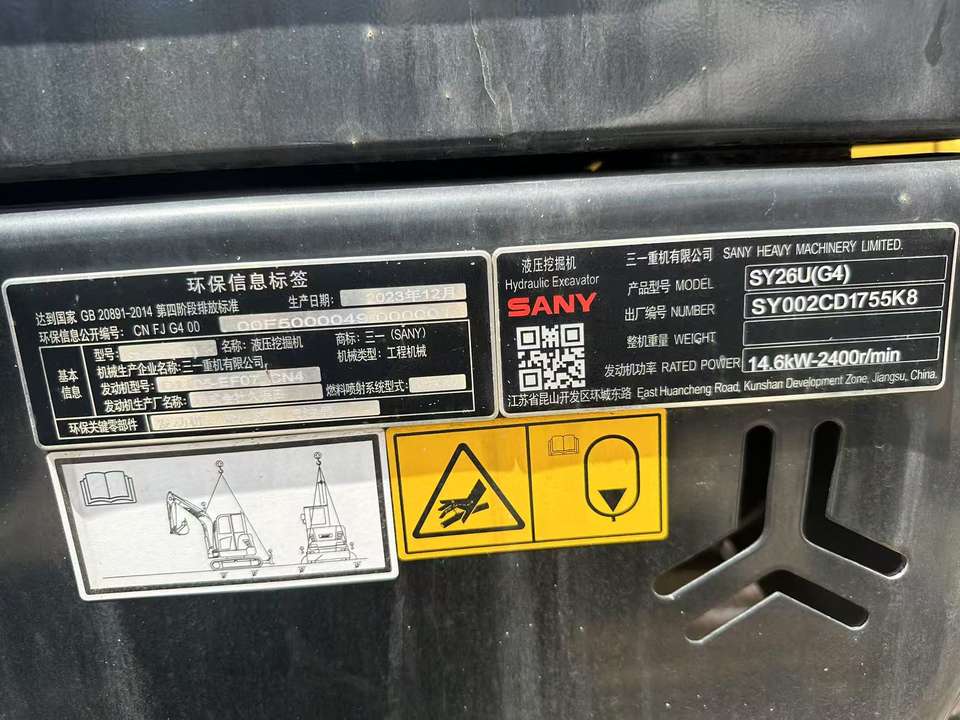 环保信息标签
达到国家 GB 20891-2014 第四阶段排放标准
生产日期: 2023年12月
环保信息公开编号: CN FJ G4 00
基本信息
型号:
名称: 液压挖掘机
商标: 三一 (SANY)
机械生产企业名称: 三一重机有限公司
机械类型: 工程机械
发动机型号:
燃料喷射系统型式:
发动机生产厂名称:
环保关键零部件
液压挖掘机
Hydraulic Excavator
SANY
三一重机有限公司 SANY HEAVY MACHINERY LIMITED.
产品型号 MODEL SY26U(G4)
出厂编号 NUMBER SY002CD1755K8
整机重量 WEIGHT
发动机功率 RATED POWER 14.6kW-2400r/min
江苏省昆山开发区环城东路 East Huancheng Road, Kunshan Development Zone, Jiangsu, China.